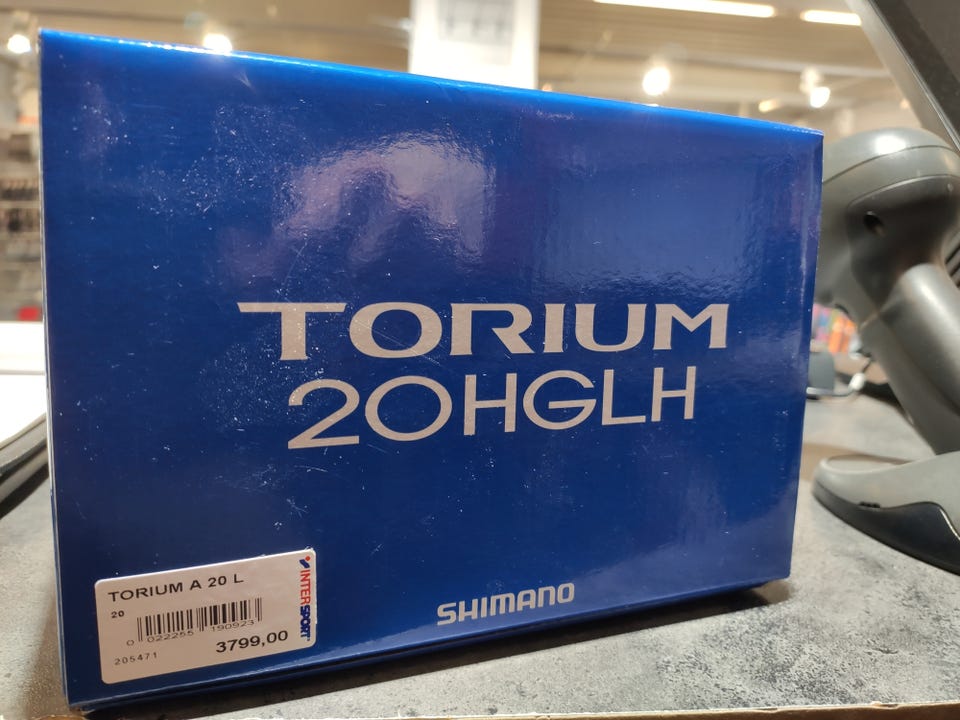 TORIUM
20HGLH
SHIMANO
TORIUM A 20 L
20
0 022255 190923
3799,00
205471
INTERSPORT